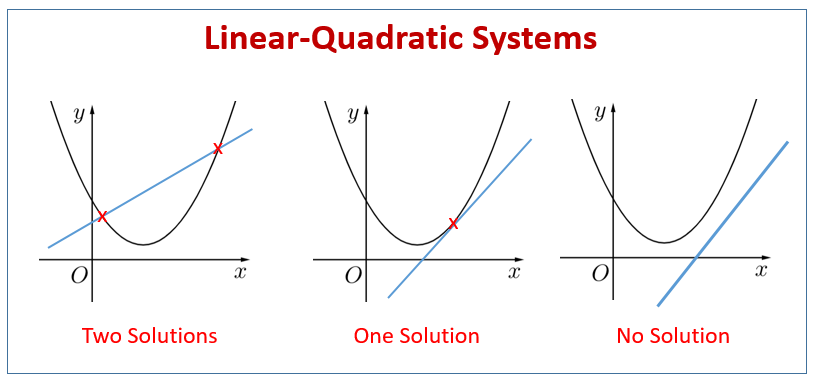 Linear-Quadratic Systems
y
x
O
x
Two Solutions
y
x
O
x
One Solution
y
O
x
No Solution